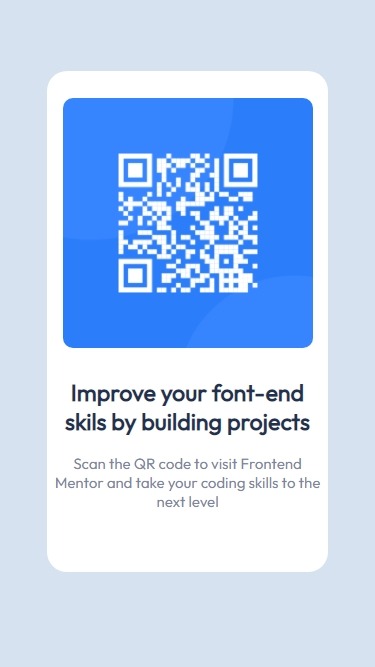 Improve your font-end
skils by building projects
Scan the QR code to visit Frontend
Mentor and take your coding skills to the
next level